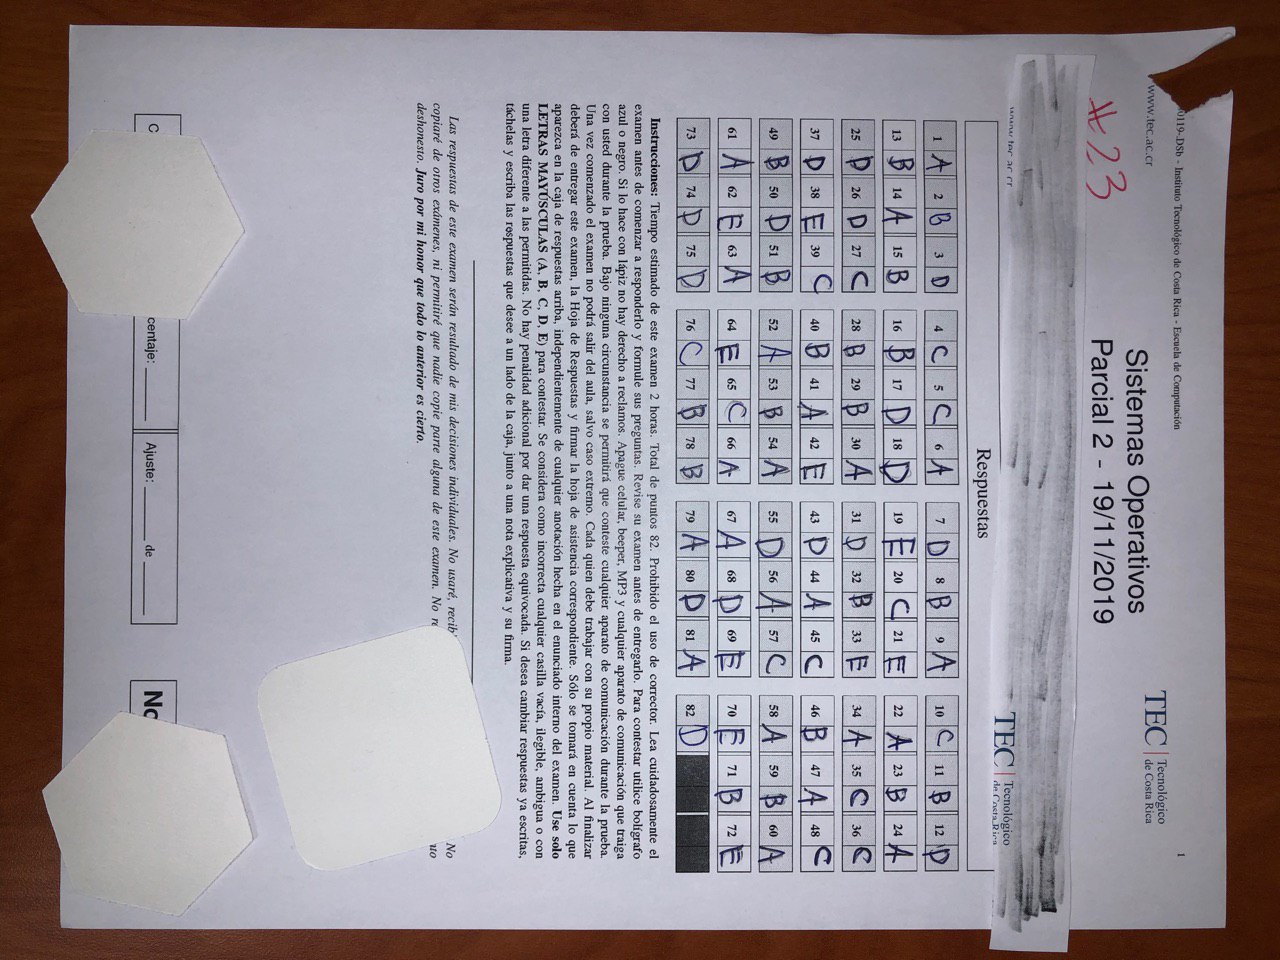 0119--DSb - Instituto Tecnológico de Costa Rica - Escuela de Computación 1
www.tec.ac.cr
TEC | Tecnológico
de Costa Rica
#23
Sistemas Operativos
Parcial 2 - 19/11/2019
TEC | Tecnológico
de Costa Rica
Respuestas
1 A 2 B 3 D 4 C 5 C 6 A 7 D 8 B 9 A 10 C 11 B 12 D
13 B 14 A 15 B 16 B 17 D 18 D 19 E 20 C 21 E 22 A 23 B 24 A
25 D 26 D 27 C 28 B 29 B 30 A 31 D 32 B 33 E 34 A 35 C 36 C
37 D 38 E 39 C 40 B 41 A 42 E 43 D 44 A 45 C 46 B 47 A 48 C
49 B 50 D 51 B 52 A 53 B 54 A 55 D 56 A 57 C 58 A 59 B 60 A
61 A 62 E 63 A 64 E 65 C 66 A 67 A 68 D 69 E 70 E 71 B 72 E
73 D 74 D 75 D 76 C 77 B 78 B 79 A 80 D 81 A 82 D
Instrucciones: Tiempo estimado de este examen 2 horas. Total de puntos 82. Prohibido el uso de corrector. Lea cuidadosamente el
examen antes de comenzar a responderlo y formule sus preguntas. Revise su examen antes de entregarlo. Para contestar utilice bolígrafo
azul o negro. Si lo hace con lápiz no hay derecho a reclamos. Apague celular, beeper, MP3 y cualquier aparato de comunicación que traiga
con usted durante la prueba. Bajo ninguna circunstancia se permitirá que conteste cualquier aparato de comunicación durante la prueba.
Una vez comenzado el examen no podrá salir del aula, salvo caso extremo. Cada quien debe trabajar con su propio material. Al finalizar
deberá de entregar este examen, la Hoja de Respuestas y firmar la hoja de asistencia correspondiente. Sólo se tomará en cuenta lo que
aparezca en la caja de respuestas arriba, independientemente de cualquier anotación hecha en el enunciado interno del examen. Use solo
LETRAS MAYÚSCULAS (A, B, C, D, E) para contestar. Se considera como incorrecta cualquier casilla vacía, ilegible, ambigua o con
una letra diferente a las permitidas. No hay penalidad adicional por dar una respuesta equivocada. Si desea cambiar respuestas ya escritas,
táchelas y escriba las respuestas que desee a un lado de la caja, junto a una nota explicativa y su firma.
Las respuestas de este examen serán resultado de mis decisiones individuales. No usaré, recib No
copiaré de otros exámenes, ni permitiré que nadie copie parte alguna de este examen. No re
deshonesto. Juro por mi honor que todo lo anterior es cierto.
centaje: ____ Ajuste: ____ de ____ No